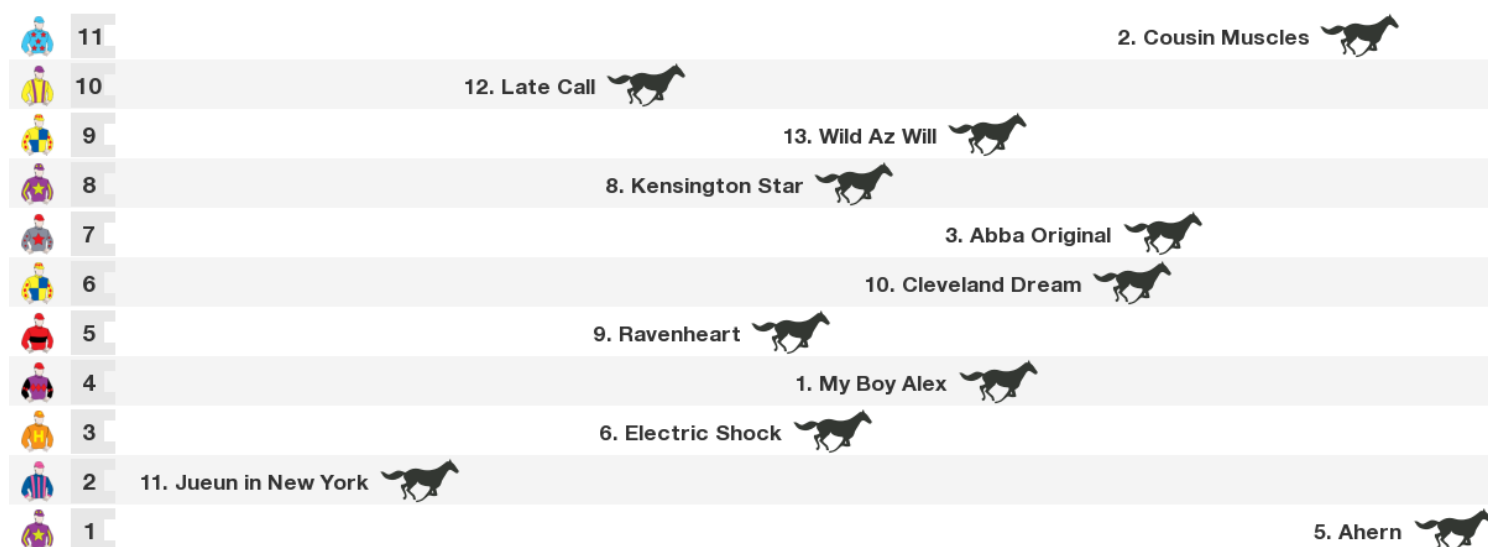 11 2. Cousin Muscles
10 12. Late Call
9 13. Wild Az Will
8 8. Kensington Star
7 3. Abba Original
6 10. Cleveland Dream
5 9. Ravenheart
4 1. My Boy Alex
3 6. Electric Shock
H
2 11. Jueun in New York
1 5. Ahern